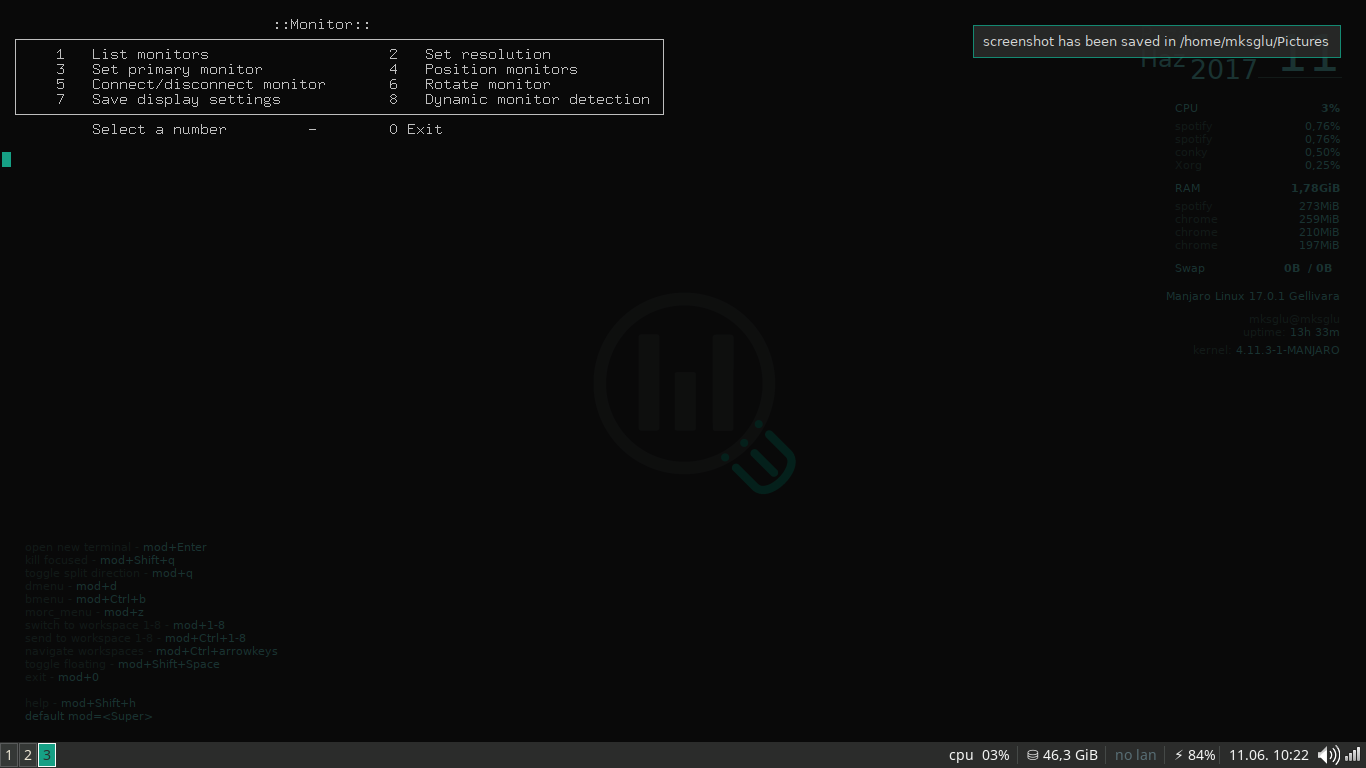 ::Monitor::
1 List monitors 2 Set resolution
3 Set primary monitor 4 Position monitors
5 Connect/disconnect monitor 6 Rotate monitor
7 Save display settings 8 Dynamic monitor detection
Select a number - 0 Exit
screenshot has been saved in /home/mksglu/Pictures
Haz 2017 11
CPU 3%
spotify 0,76%
spotify 0,76%
conky 0,50%
Xorg 0,25%
RAM 1,78GiB
spotify 273MiB
chrome 259MiB
chrome 210MiB
chrome 197MiB
Swap 0B / 0B
Manjaro Linux 17.0.1 Gellivara
mksglu@mksglu
uptime: 13h 33m
kernel: 4.11.3-1-MANJARO
open new terminal - mod+Enter
kill focused - mod+Shift+q
toggle split direction - mod+q
dmenu - mod+d
bmenu - mod+Ctrl+b
morc_menu - mod+z
switch to workspace 1-8 - mod+1-8
send to workspace 1-8 - mod+Ctrl+1-8
navigate workspaces - mod+Ctrl+arrowkeys
toggle floating - mod+Shift+Space
exit - mod+0
help - mod+Shift+h
default mod=<Super>
1 2 3
cpu 03% 46,3 GiB no lan ⚡ 84% 11.06. 10:22